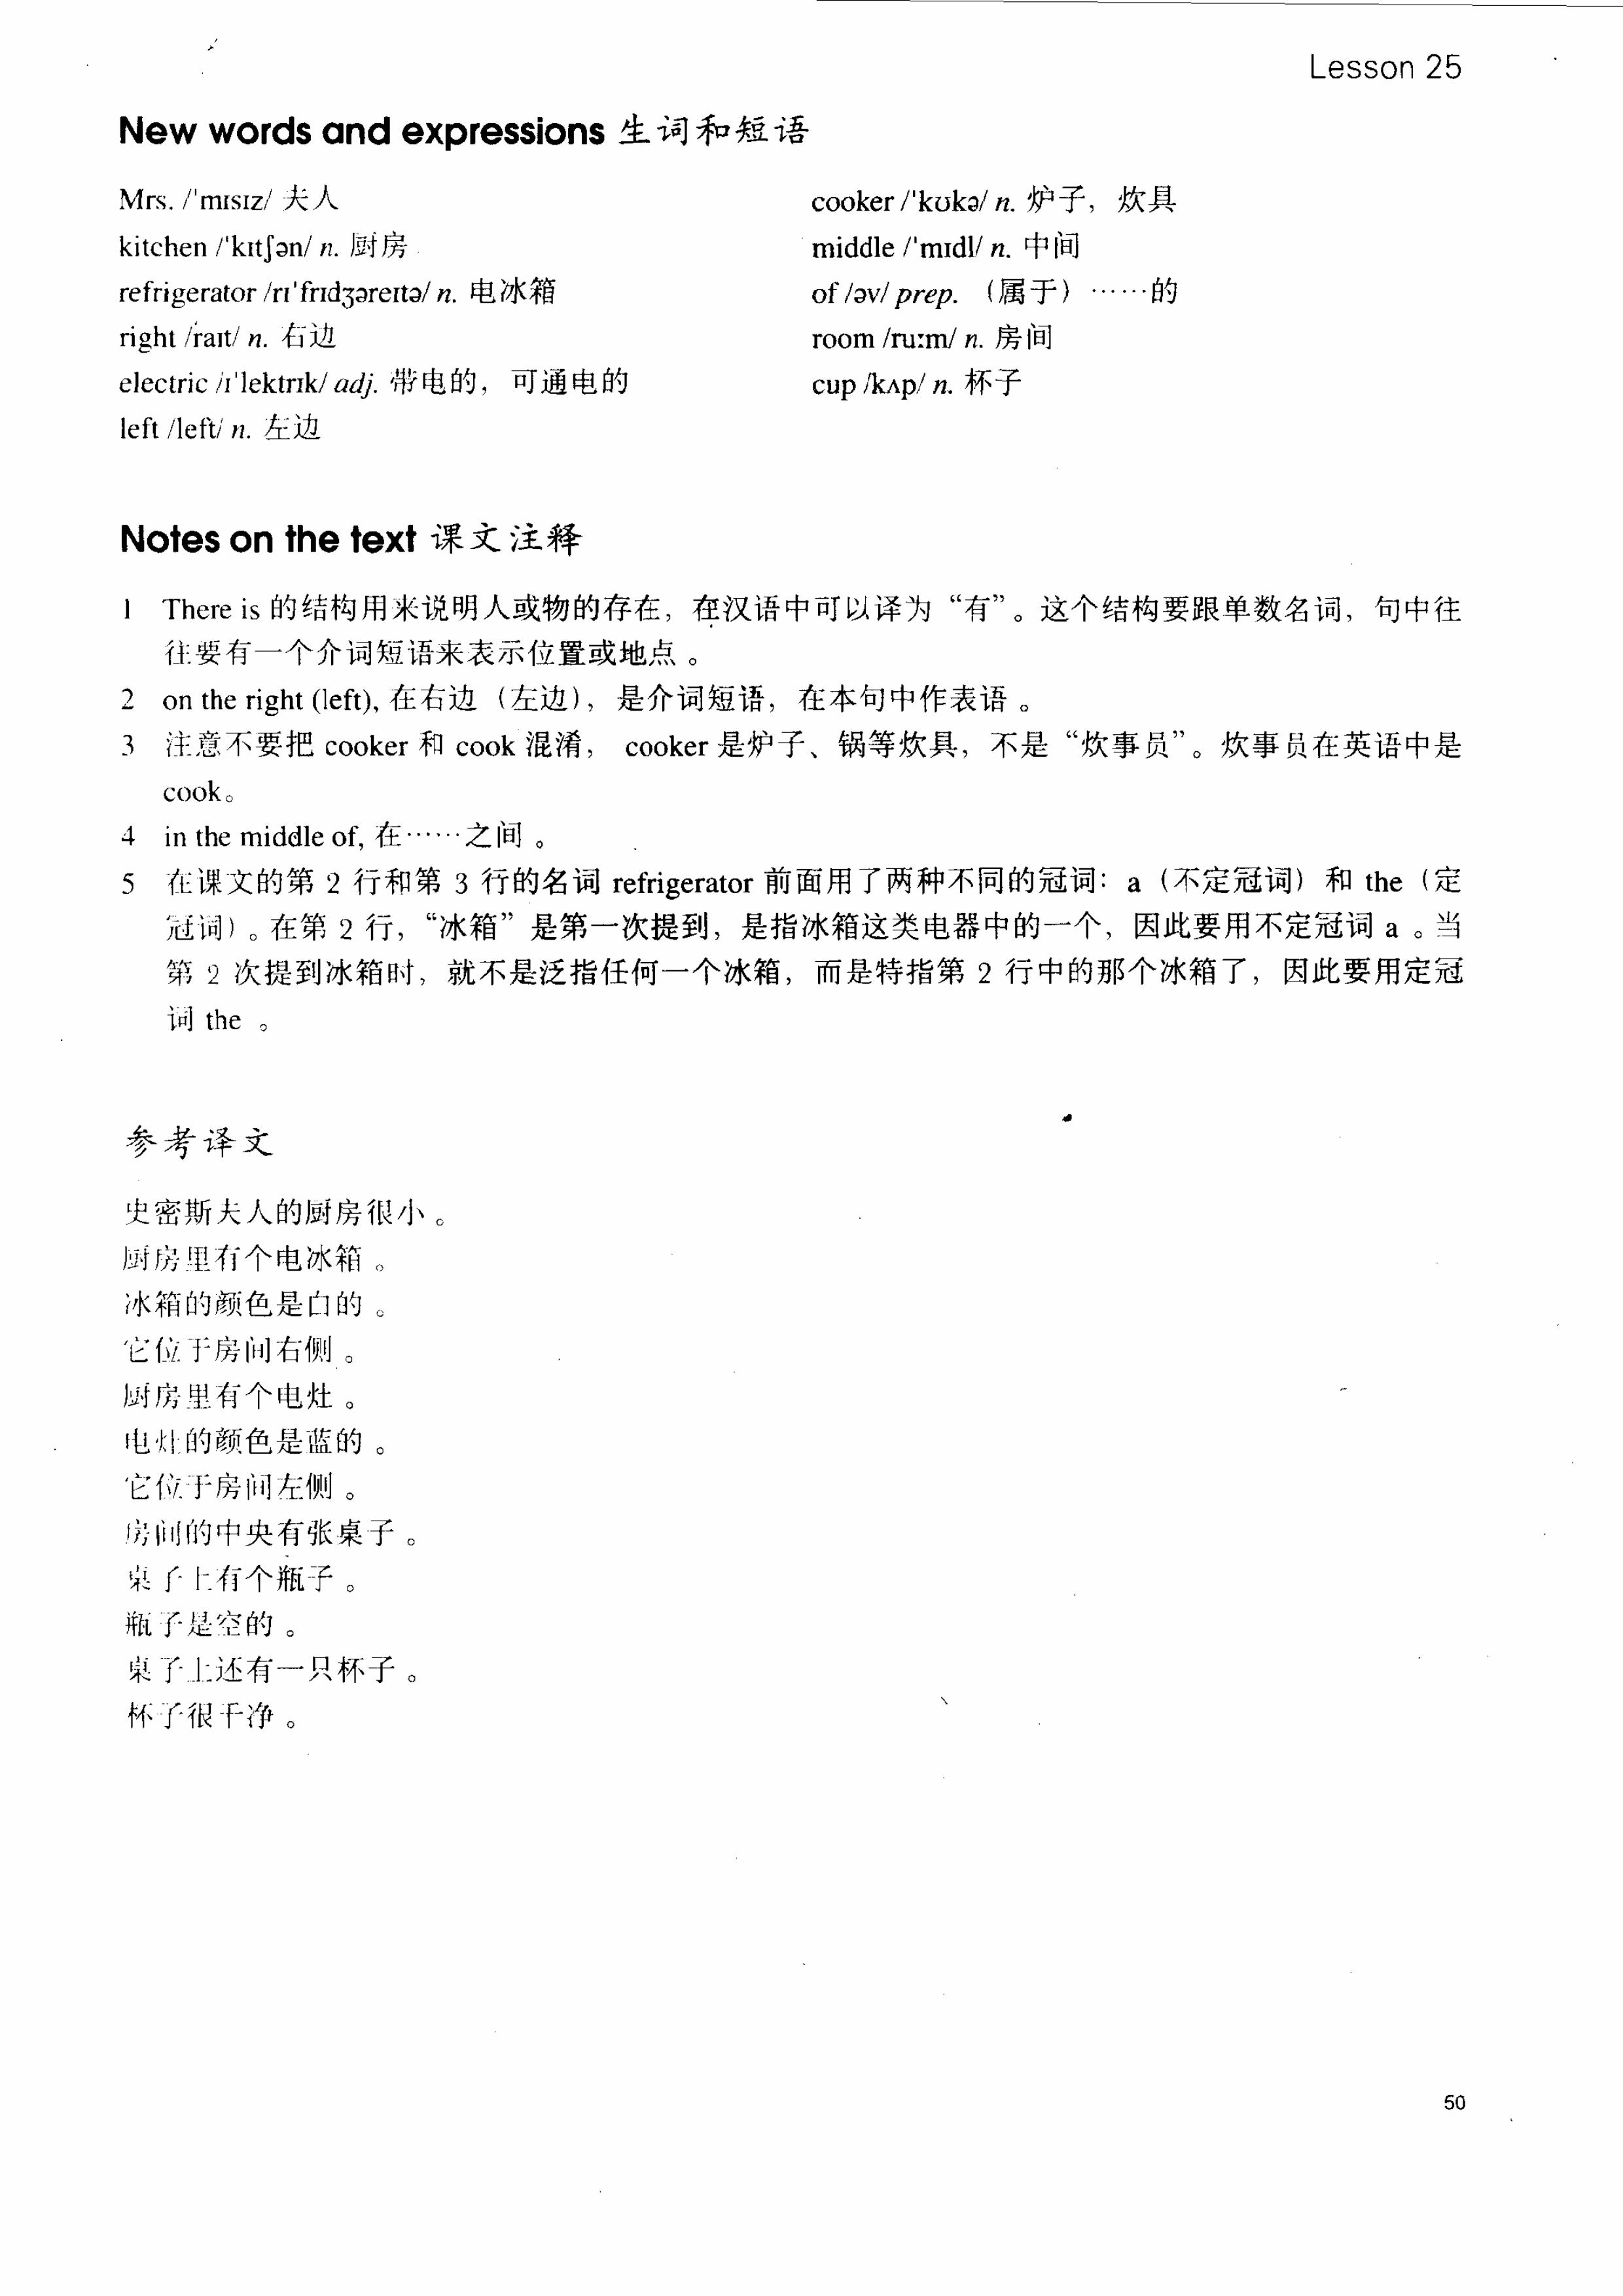 Lesson 25
New words and expressions 生词和短语
Mrs. /'mɪsɪz/ 夫人
kitchen /'kɪtʃən/ n. 厨房
refrigerator /rɪ'frɪdʒəreɪtə/ n. 电冰箱
right /raɪt/ n. 右边
electric /ɪ'lektrɪk/ adj. 带电的，可通电的
left /left/ n. 左边
cooker /'kʊkə/ n. 炉子，炊具
middle /'mɪdl/ n. 中间
of /əv/ prep. （属于）……的
room /ruːm/ n. 房间
cup /kʌp/ n. 杯子
Notes on the text 课文注释
1 There is 的结构用来说明人或物的存在，在汉语中可以译为“有”。这个结构要跟单数名词，句中往
往要有一个介词短语来表示位置或地点。
2 on the right (left), 在右边（左边），是介词短语，在本句中作表语。
3 注意不要把 cooker 和 cook 混淆， cooker 是炉子、锅等炊具，不是“炊事员”。炊事员在英语中是
cook。
4 in the middle of, 在……之间。
5 在课文的第 2 行和第 3 行的名词 refrigerator 前面用了两种不同的冠词：a（不定冠词）和 the（定
冠词）。在第 2 行，“冰箱”是第一次提到，是指冰箱这类电器中的一个，因此要用不定冠词 a 。当
第 2 次提到冰箱时，就不是泛指任何一个冰箱，而是特指第 2 行中的那个冰箱了，因此要用定冠
词 the 。
参考译文
史密斯夫人的厨房很小。
厨房里有个电冰箱。
冰箱的颜色是白的。
它位于房间右侧。
厨房里有个电灶。
电灶的颜色是蓝的。
它位于房间左侧。
房间的中央有张桌子。
桌子上有个瓶子。
瓶子是空的。
桌子上还有一只杯子。
杯子很干净。
50